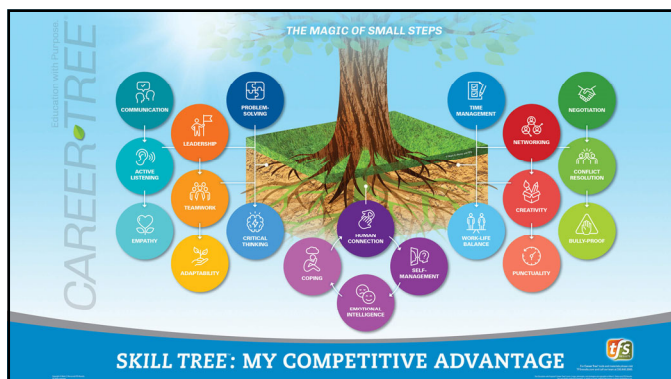 THE MAGIC OF SMALL STEPS
Education with Purpose.
CAREER TREE
COMMUNICATION
ACTIVE
LISTENING
EMPATHY
LEADERSHIP
TEAMWORK
ADAPTABILITY
PROBLEM-
SOLVING
CRITICAL
THINKING
HUMAN
CONNECTION
COPING
SELF-
MANAGEMENT
EMOTIONAL
INTELLIGENCE
TIME
MANAGEMENT
WORK-LIFE
BALANCE
NETWORKING
CREATIVITY
PUNCTUALITY
NEGOTIATION
CONFLICT
RESOLUTION
BULLY-PROOF
SKILL TREE: MY COMPETITIVE ADVANTAGE
tfs